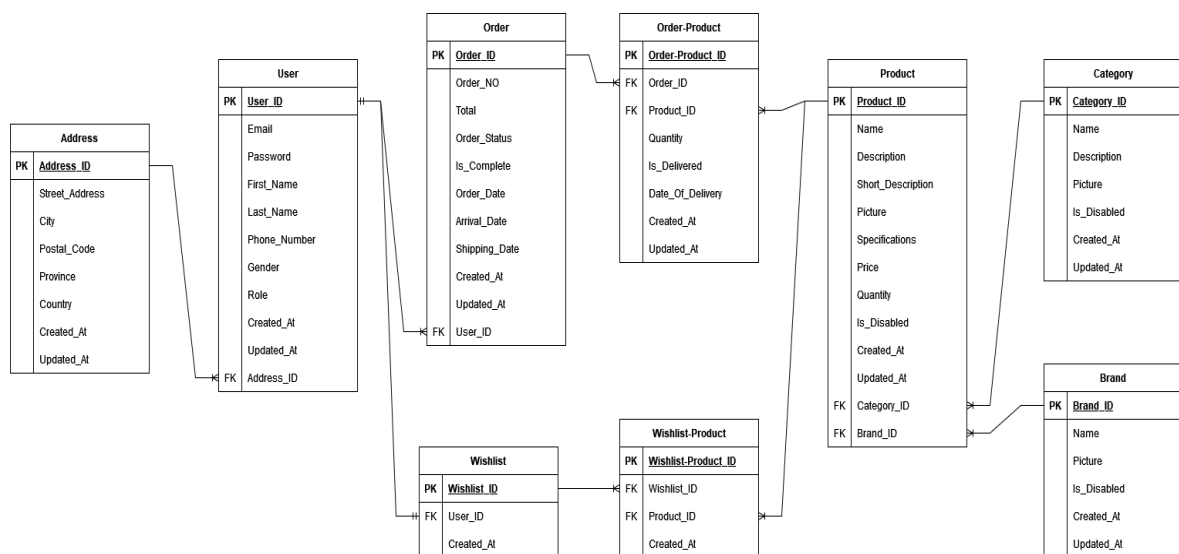 Address
PK Address_ID
Street_Address
City
Postal_Code
Province
Country
Created_At
Updated_At
User
PK User_ID
Email
Password
First_Name
Last_Name
Phone_Number
Gender
Role
Created_At
Updated_At
FK Address_ID
Order
PK Order_ID
Order_NO
Total
Order_Status
Is_Complete
Order_Date
Arrival_Date
Shipping_Date
Created_At
Updated_At
FK User_ID
Wishlist
PK Wishlist_ID
FK User_ID
Created_At
Order-Product
PK Order-Product_ID
FK Order_ID
FK Product_ID
Quantity
Is_Delivered
Date_Of_Delivery
Created_At
Updated_At
Wishlist-Product
PK Wishlist-Product_ID
FK Wishlist_ID
FK Product_ID
Created_At
Product
PK Product_ID
Name
Description
Short_Description
Picture
Specifications
Price
Quantity
Is_Disabled
Created_At
Updated_At
FK Category_ID
FK Brand_ID
Category
PK Category_ID
Name
Description
Picture
Is_Disabled
Created_At
Updated_At
Brand
PK Brand_ID
Name
Picture
Is_Disabled
Created_At
Updated_At